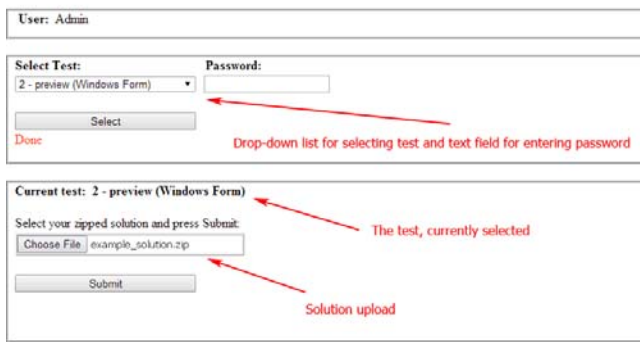 User: Admin
Select Test: Password:
2 - preview (Windows Form)
Select
Done
Drop-down list for selecting test and text field for entering password
Current test: 2 - preview (Windows Form)
Select your zipped solution and press Submit:
The test, currently selected
Choose File example_solution.zip
Submit
Solution upload